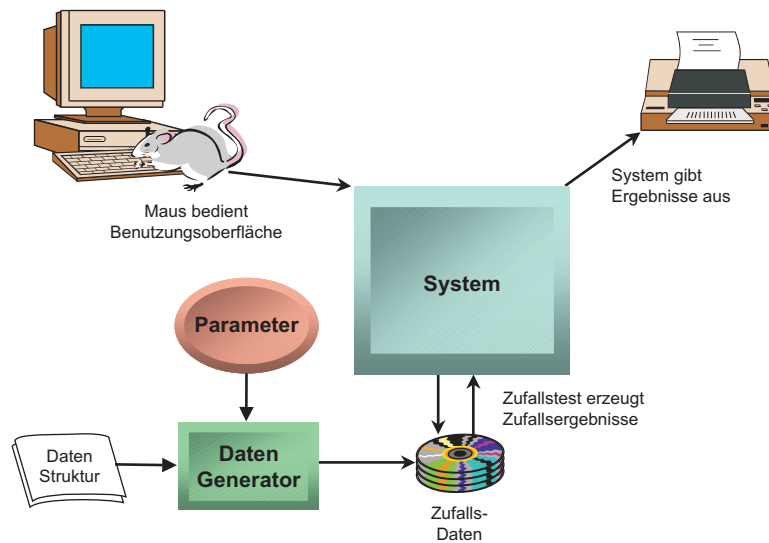 Maus bedient
Benutzungsoberfläche
System gibt
Ergebnisse aus
System
Parameter
Zufallstest erzeugt
Zufallsergebnisse
Daten
Struktur
Daten
Generator
Zufalls-
Daten